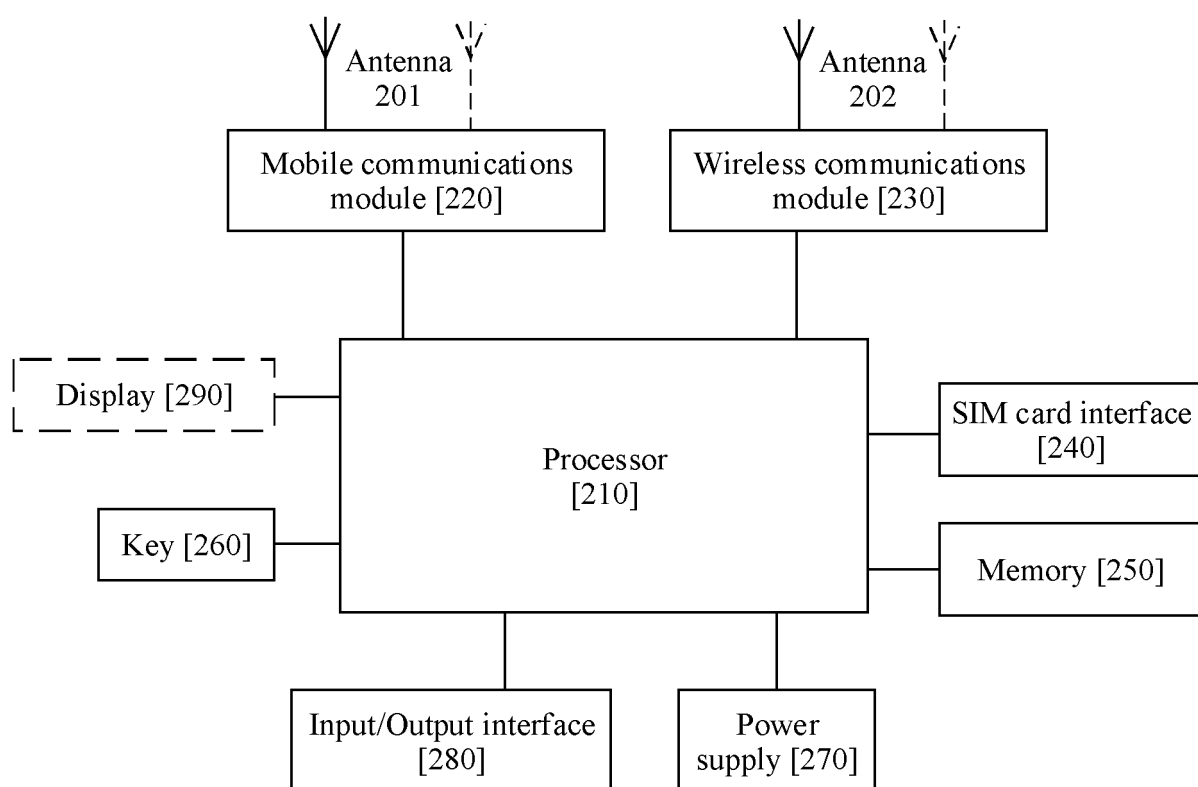 Antenna
201
Antenna
202
Mobile communications
module [220]
Wireless communications
module [230]
Display [290]
SIM card interface
[240]
Processor
[210]
Key [260]
Memory [250]
Input/Output interface
[280]
Power
supply [270]